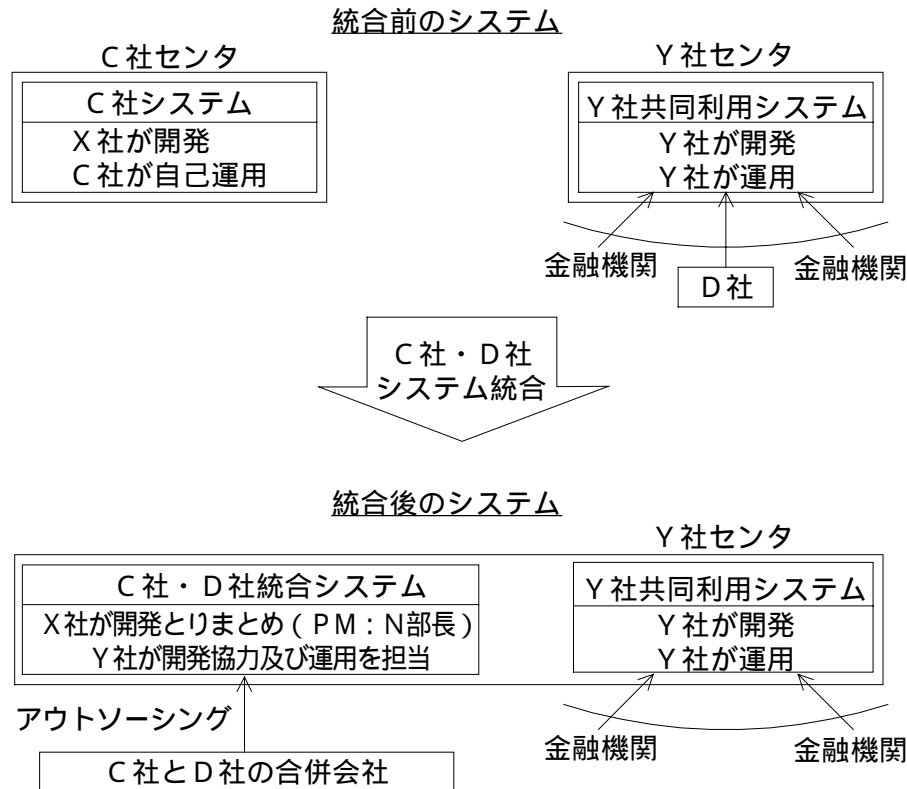 統合前のシステム
C社センタ
Y社センタ
C社システム
X社が開発
C社が自己運用
Y社共同利用システム
Y社が開発
Y社が運用
金融機関
金融機関
D社
C社・D社
システム統合
統合後のシステム
Y社センタ
C社・D社統合システム
X社が開発とりまとめ(PM:N部長)
Y社が開発協力及び運用を担当
Y社共同利用システム
Y社が開発
Y社が運用
アウトソーシング
金融機関
金融機関
C社とD社の合併会社